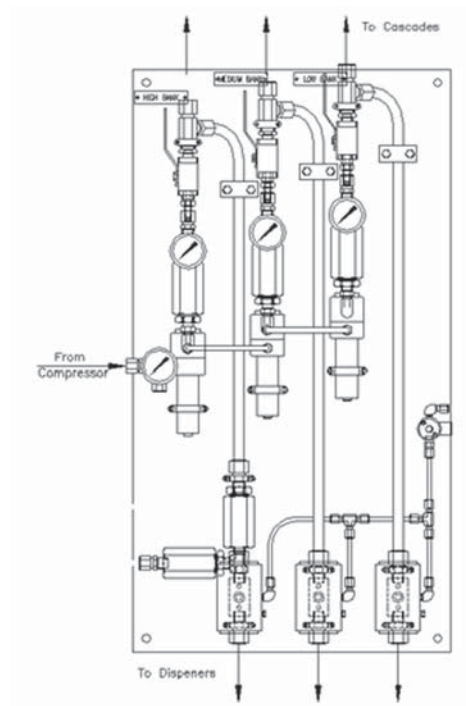 To Cascades
MEDIUM BANK
LOW BANK
HIGH BANK
From
Compressor
To Dispeners